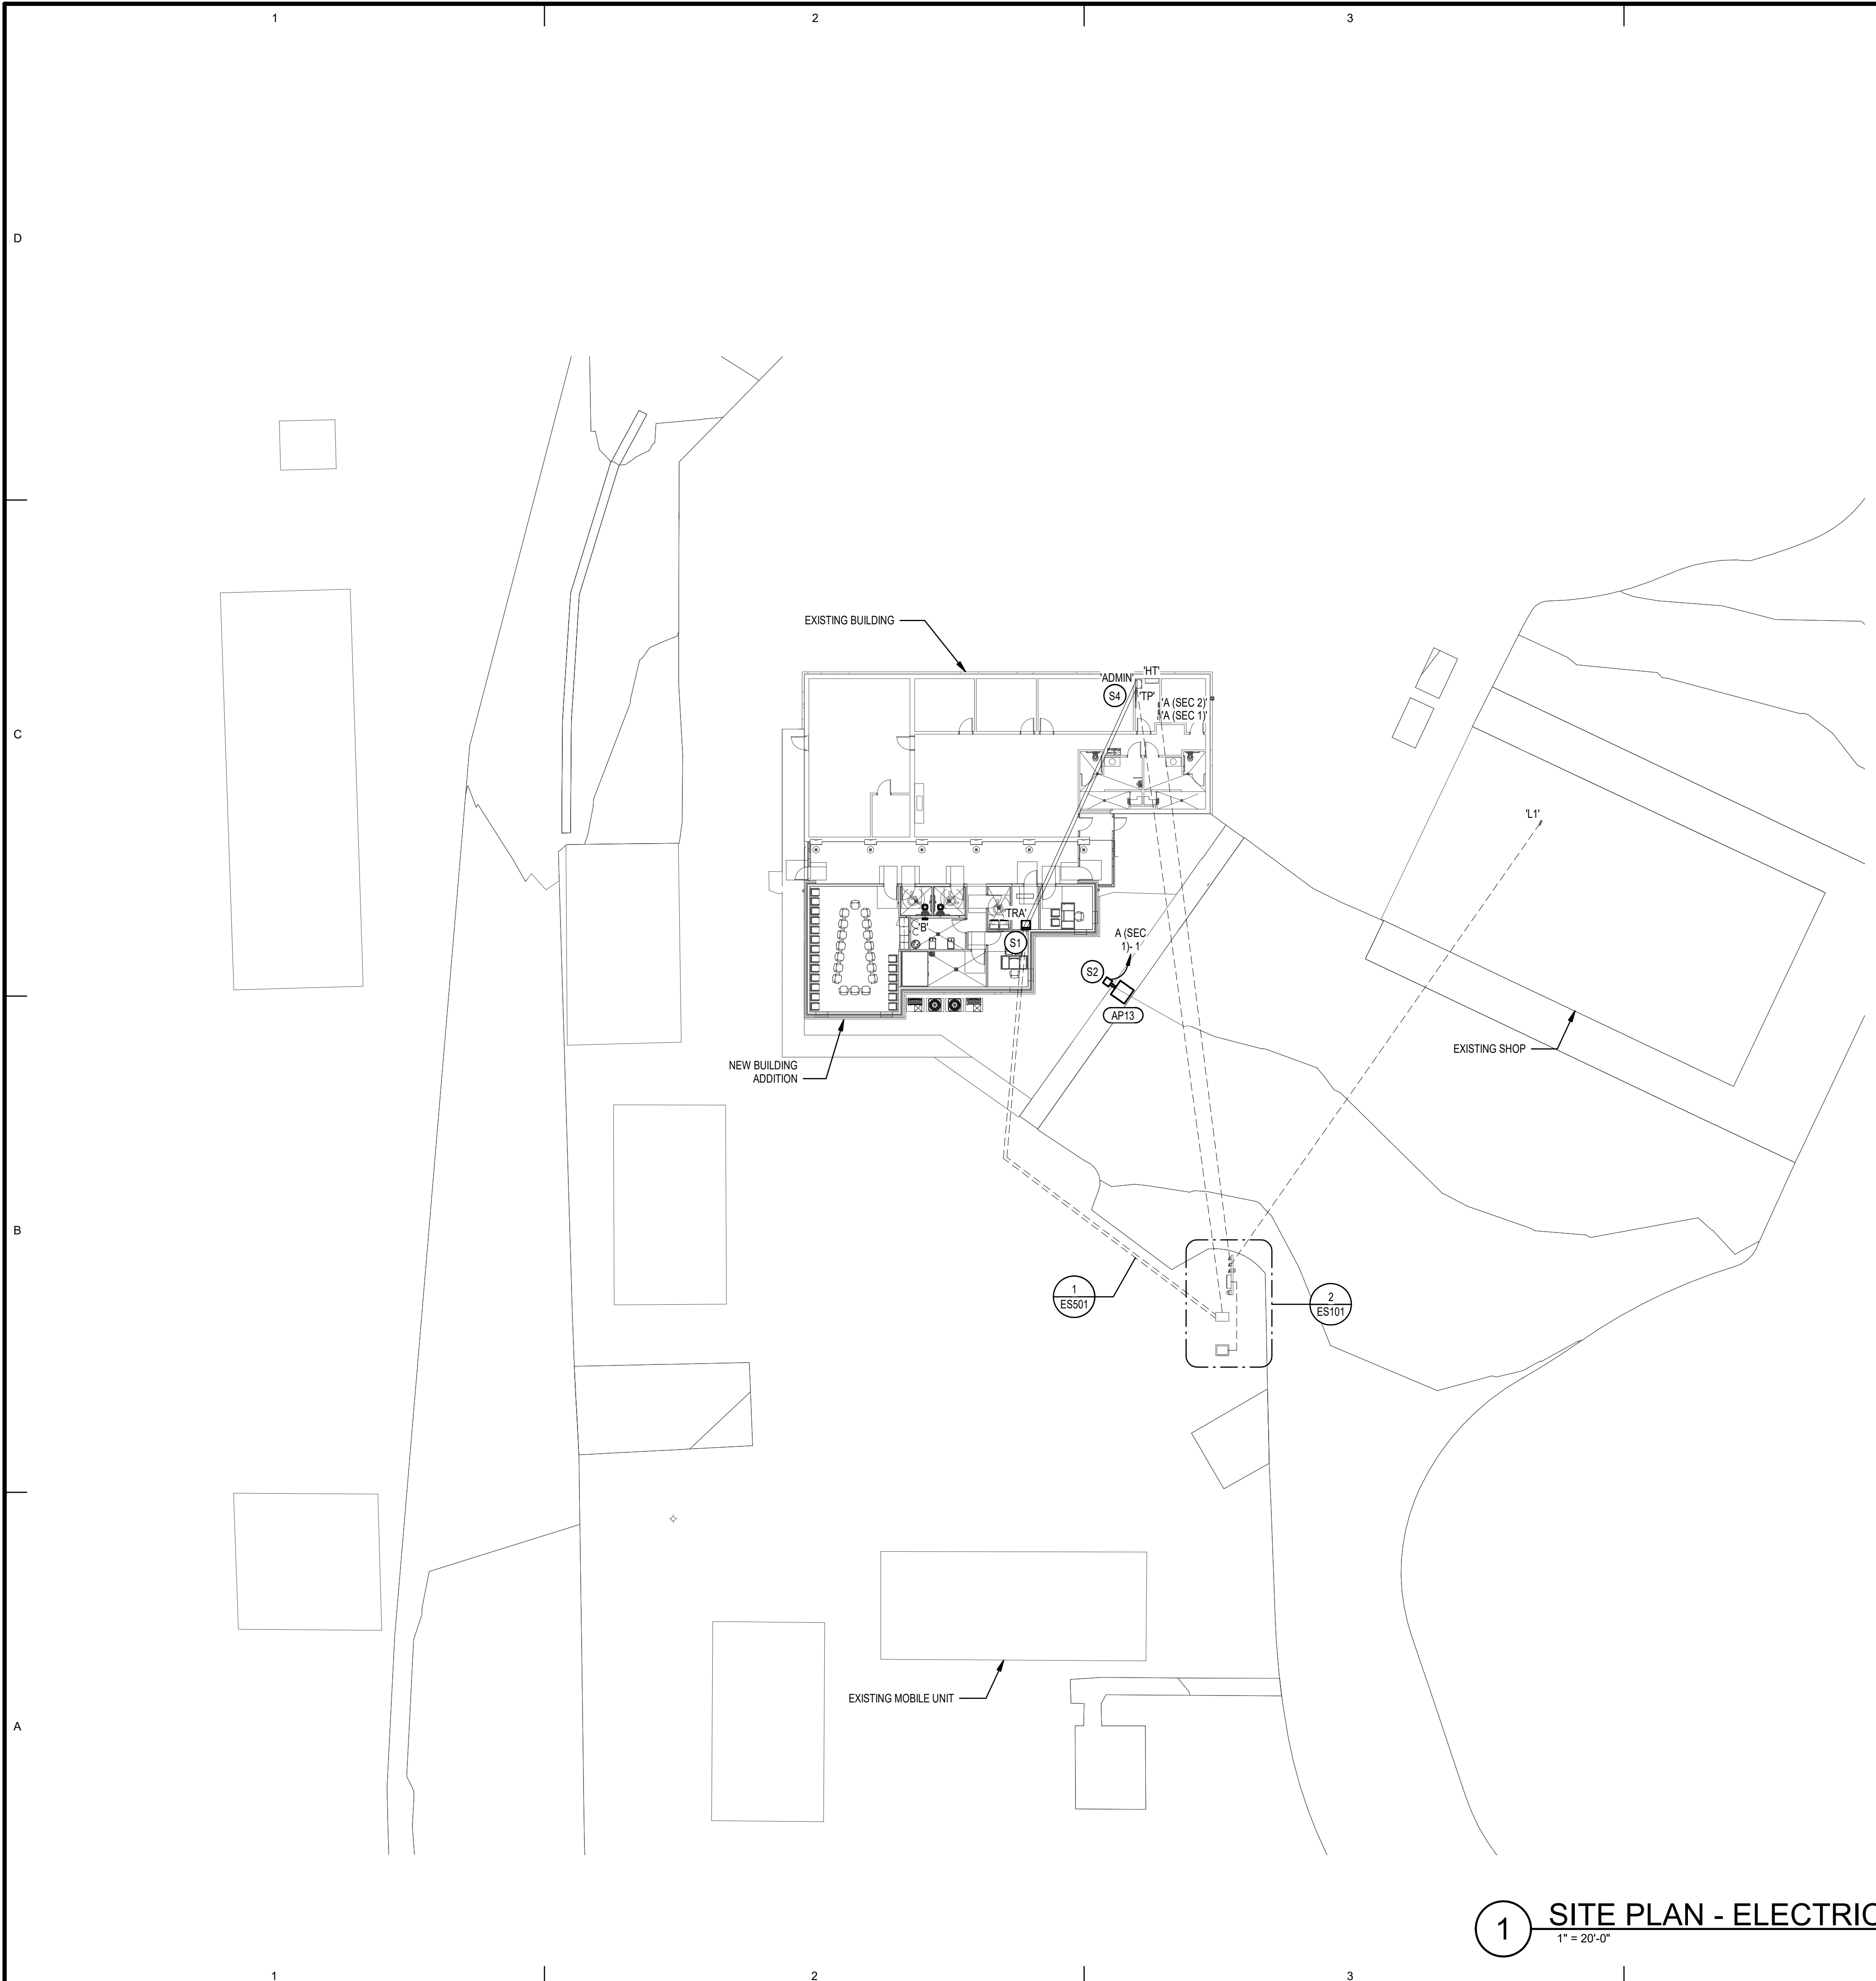 1
2
3
D
EXISTING BUILDING
'HT'
'ADMIN'
S4
'TP'
'A (SEC 2)'
'A (SEC 1)'
C
'L1'
'TRA'
'B'
S1
A (SEC
1)- 1
S2
AP13
EXISTING SHOP
NEW BUILDING
ADDITION
B
1
ES501
2
ES101
EXISTING MOBILE UNIT
A
1
SITE PLAN - ELECTRIC
1" = 20'-0"
1
2
3